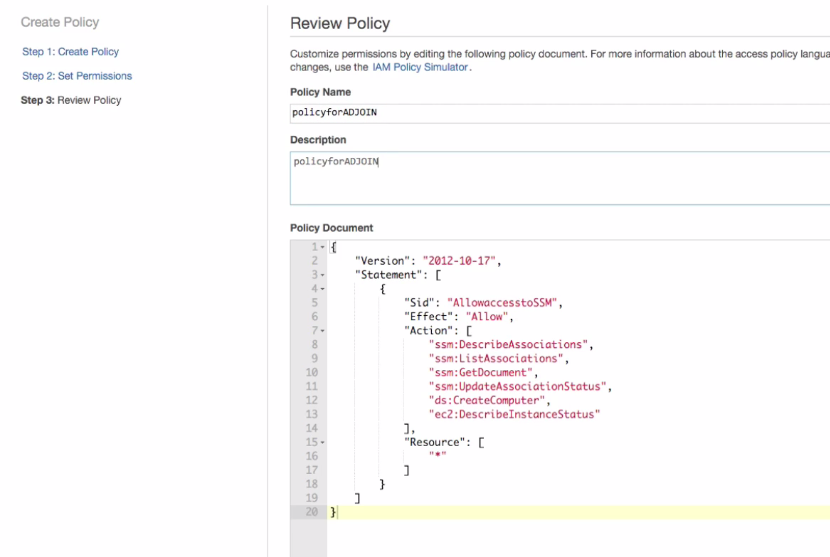 Create Policy
Step 1: Create Policy
Step 2: Set Permissions
Step 3: Review Policy
Review Policy
Customize permissions by editing the following policy document. For more information about the access policy langua
changes, use the IAM Policy Simulator.
Policy Name
policyforADJOIN
Description
policyforADJOIN
Policy Document
1 {
2 "Version": "2012-10-17",
3 "Statement": [
4 {
5 "Sid": "AllowaccesstoSSM",
6 "Effect": "Allow",
7 "Action": [
8 "ssm:DescribeAssociations",
9 "ssm:ListAssociations",
10 "ssm:GetDocument",
11 "ssm:UpdateAssociationStatus",
12 "ds:CreateComputer",
13 "ec2:DescribeInstanceStatus"
14 ],
15 "Resource": [
16 "*"
17 ]
18 }
19 ]
20 }